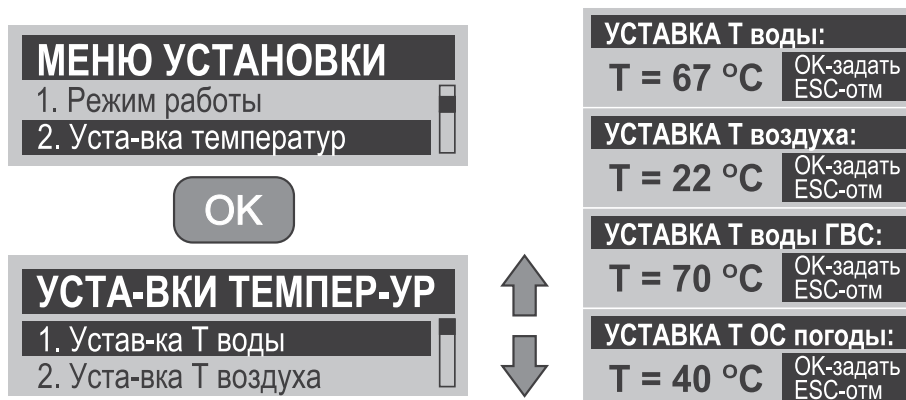 МЕНЮ УСТАНОВКИ
1. Режим работы
2. Уста-вка температур
OK
УСТА-ВКИ ТЕМПЕР-УР
1. Устав-ка Т воды
2. Уста-вка Т воздуха
УСТАВКА Т воды:
T = 67 °C
OK-задать
ESC-отм
УСТАВКА Т воздуха:
T = 22 °C
OK-задать
ESC-отм
УСТАВКА Т воды ГВС:
T = 70 °C
OK-задать
ESC-отм
УСТАВКА Т ОС погоды:
T = 40 °C
OK-задать
ESC-отм